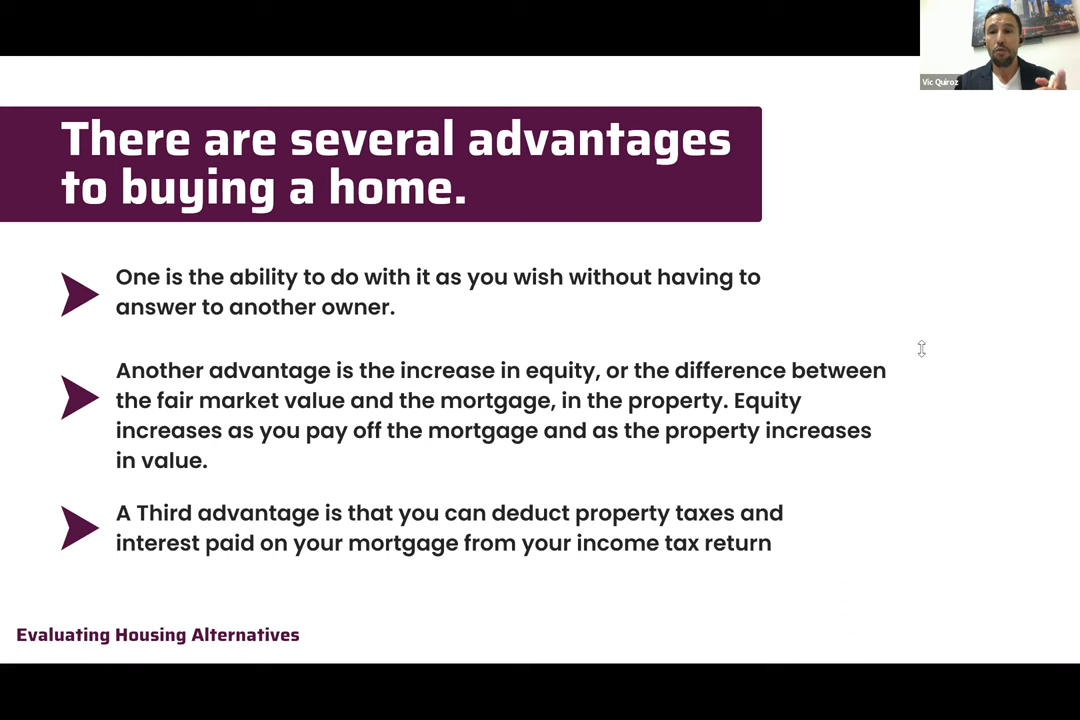 Vic Quiroz
There are several advantages
to buying a home.
One is the ability to do with it as you wish without having to
answer to another owner.
Another advantage is the increase in equity, or the difference between
the fair market value and the mortgage, in the property. Equity
increases as you pay off the mortgage and as the property increases
in value.
A Third advantage is that you can deduct property taxes and
interest paid on your mortgage from your income tax return
Evaluating Housing Alternatives